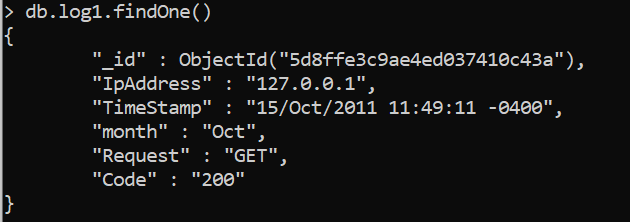 > db.log1.findOne()
{
        "_id" : ObjectId("5d8ffe3c9ae4ed037410c43a"),
        "IpAddress" : "127.0.0.1",
        "TimeStamp" : "15/Oct/2011 11:49:11 -0400",
        "month" : "Oct",
        "Request" : "GET",
        "Code" : "200"
}